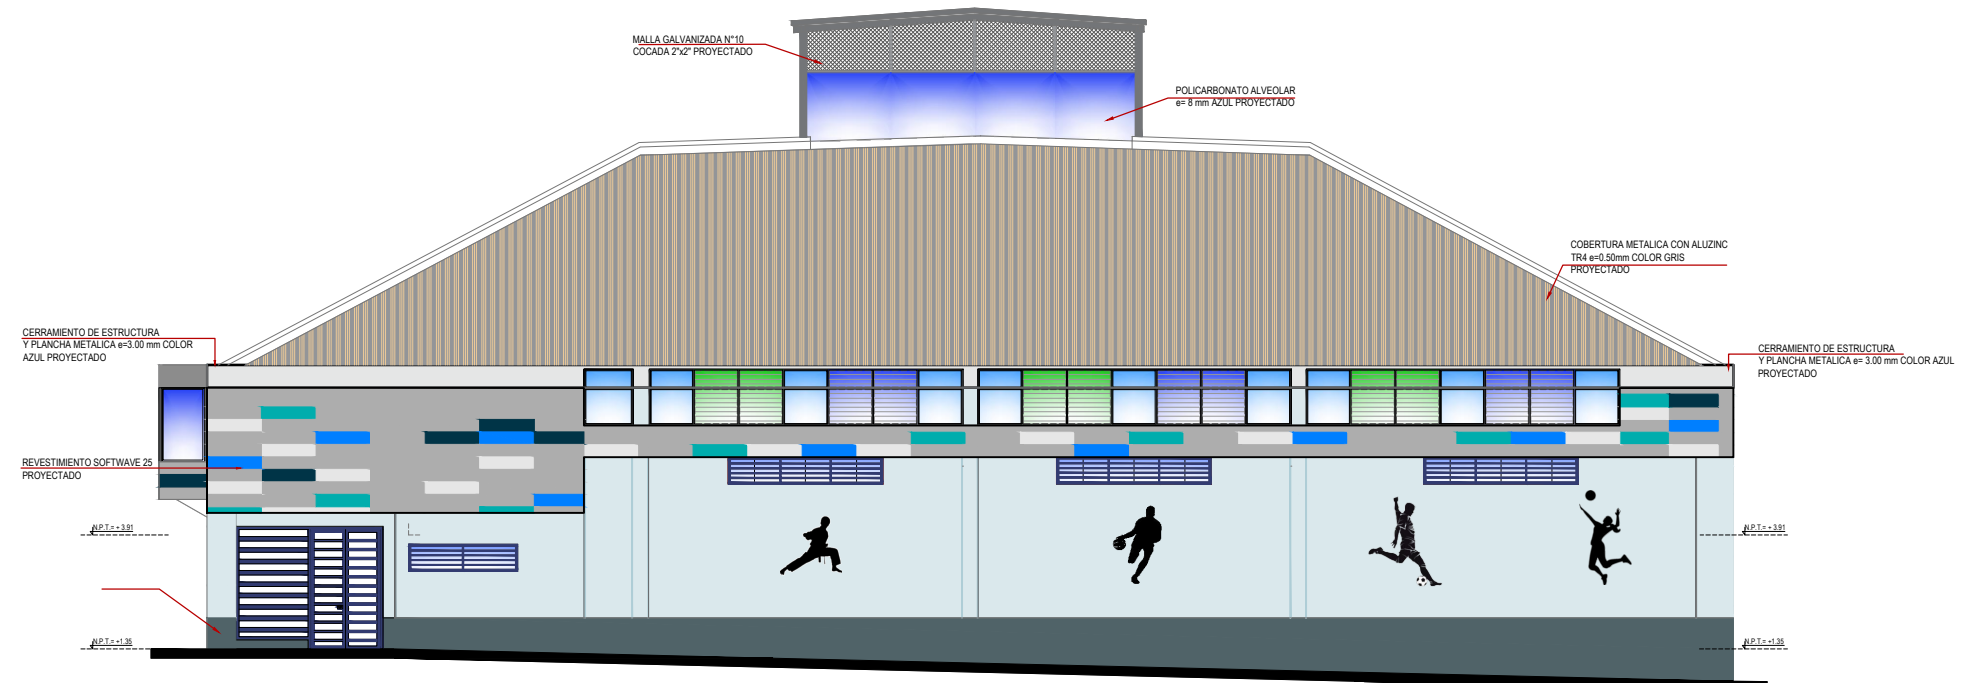 MALLA GALVANIZADA N°10
COCADA 2"x2" PROYECTADO
POLICARBONATO ALVEOLAR
e= 8 mm AZUL PROYECTADO
COBERTURA METALICA CON ALUZINC
TR4 e=0.50mm COLOR GRIS
PROYECTADO
CERRAMIENTO DE ESTRUCTURA
Y PLANCHA METALICA e=3.00 mm COLOR
AZUL PROYECTADO
CERRAMIENTO DE ESTRUCTURA
Y PLANCHA METALICA e= 3.00 mm COLOR AZUL
PROYECTADO
REVESTIMIENTO SOFTWAVE 25
PROYECTADO
N.P.T.= + 3.91
N.P.T.= + 3.91
N.P.T.= +1.35
N.P.T.= +1.35